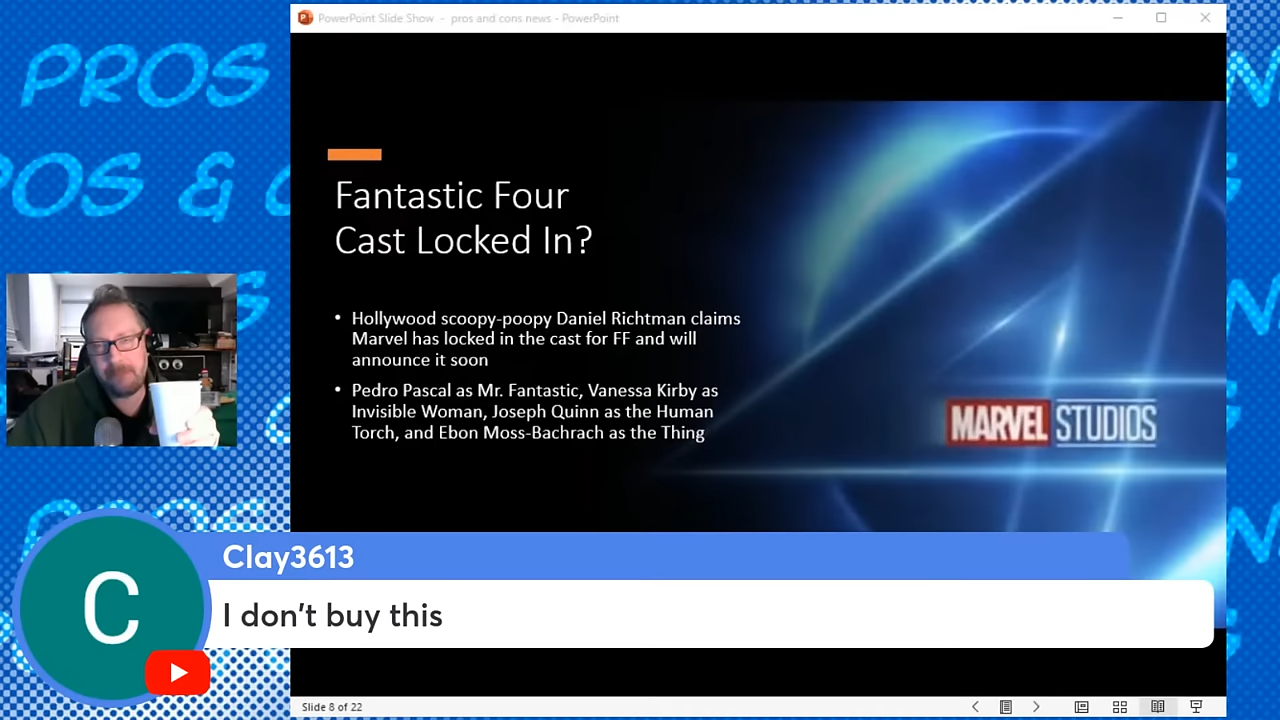 PowerPoint Slide Show - pros and cons news - PowerPoint
PROS
OS & C
Fantastic Four
Cast Locked In?
• Hollywood scoopy-poopy Daniel Richtman claims
Marvel has locked in the cast for FF and will
announce it soon
• Pedro Pascal as Mr. Fantastic, Vanessa Kirby as
Invisible Woman, Joseph Quinn as the Human
Torch, and Ebon Moss-Bachrach as the Thing
4
MARVEL STUDIOS
C
Clay3613
I don't buy this
Slide 8 of 22